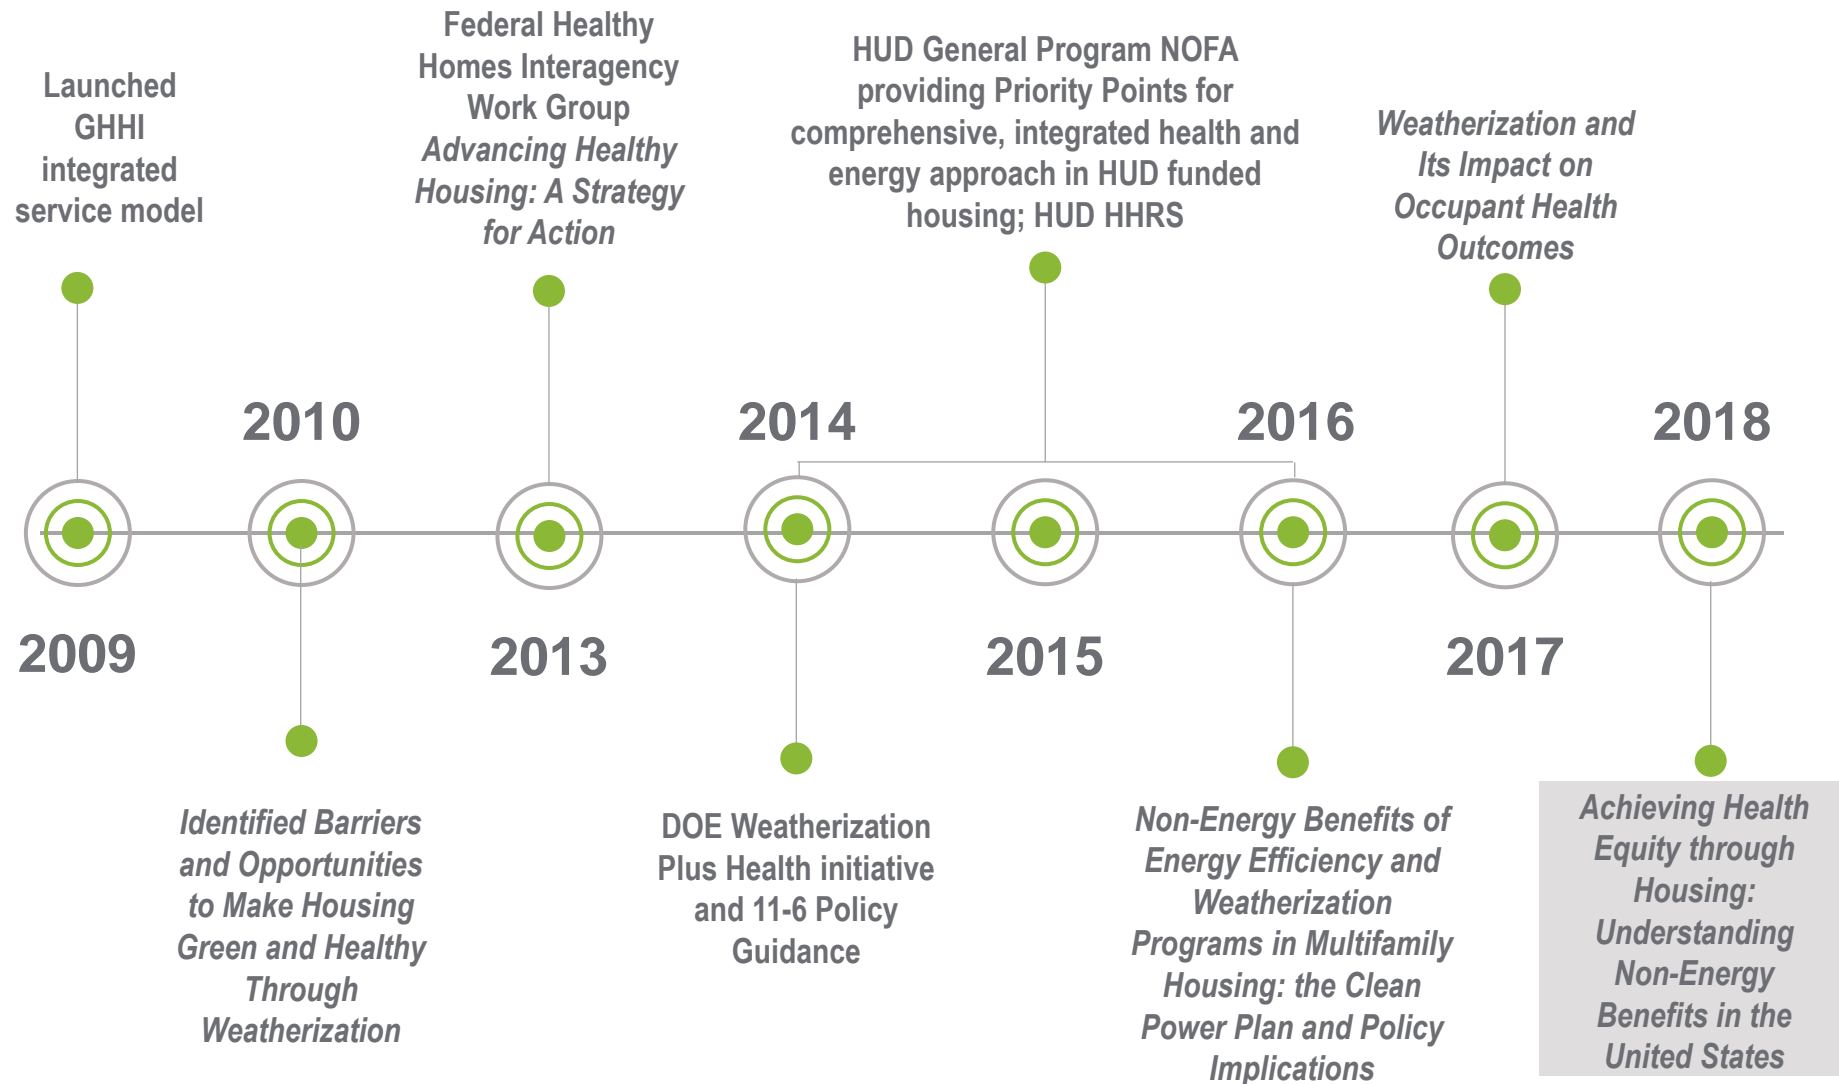 Launched
GHHI
integrated
service model
Federal Healthy
Homes Interagency
Work Group
Advancing Healthy
Housing: A Strategy
for Action
HUD General Program NOFA
providing Priority Points for
comprehensive, integrated health and
energy approach in HUD funded
housing; HUD HHRS
Weatherization and
Its Impact on
Occupant Health
Outcomes
2010
2014
2016
2018
2009
2013
2015
2017
Identified Barriers
and Opportunities
to Make Housing
Green and Healthy
Through
Weatherization
DOE Weatherization
Plus Health initiative
and 11-6 Policy
Guidance
Non-Energy Benefits of
Energy Efficiency and
Weatherization
Programs in Multifamily
Housing: the Clean
Power Plan and Policy
Implications
Achieving Health
Equity through
Housing:
Understanding
Non-Energy
Benefits in the
United States